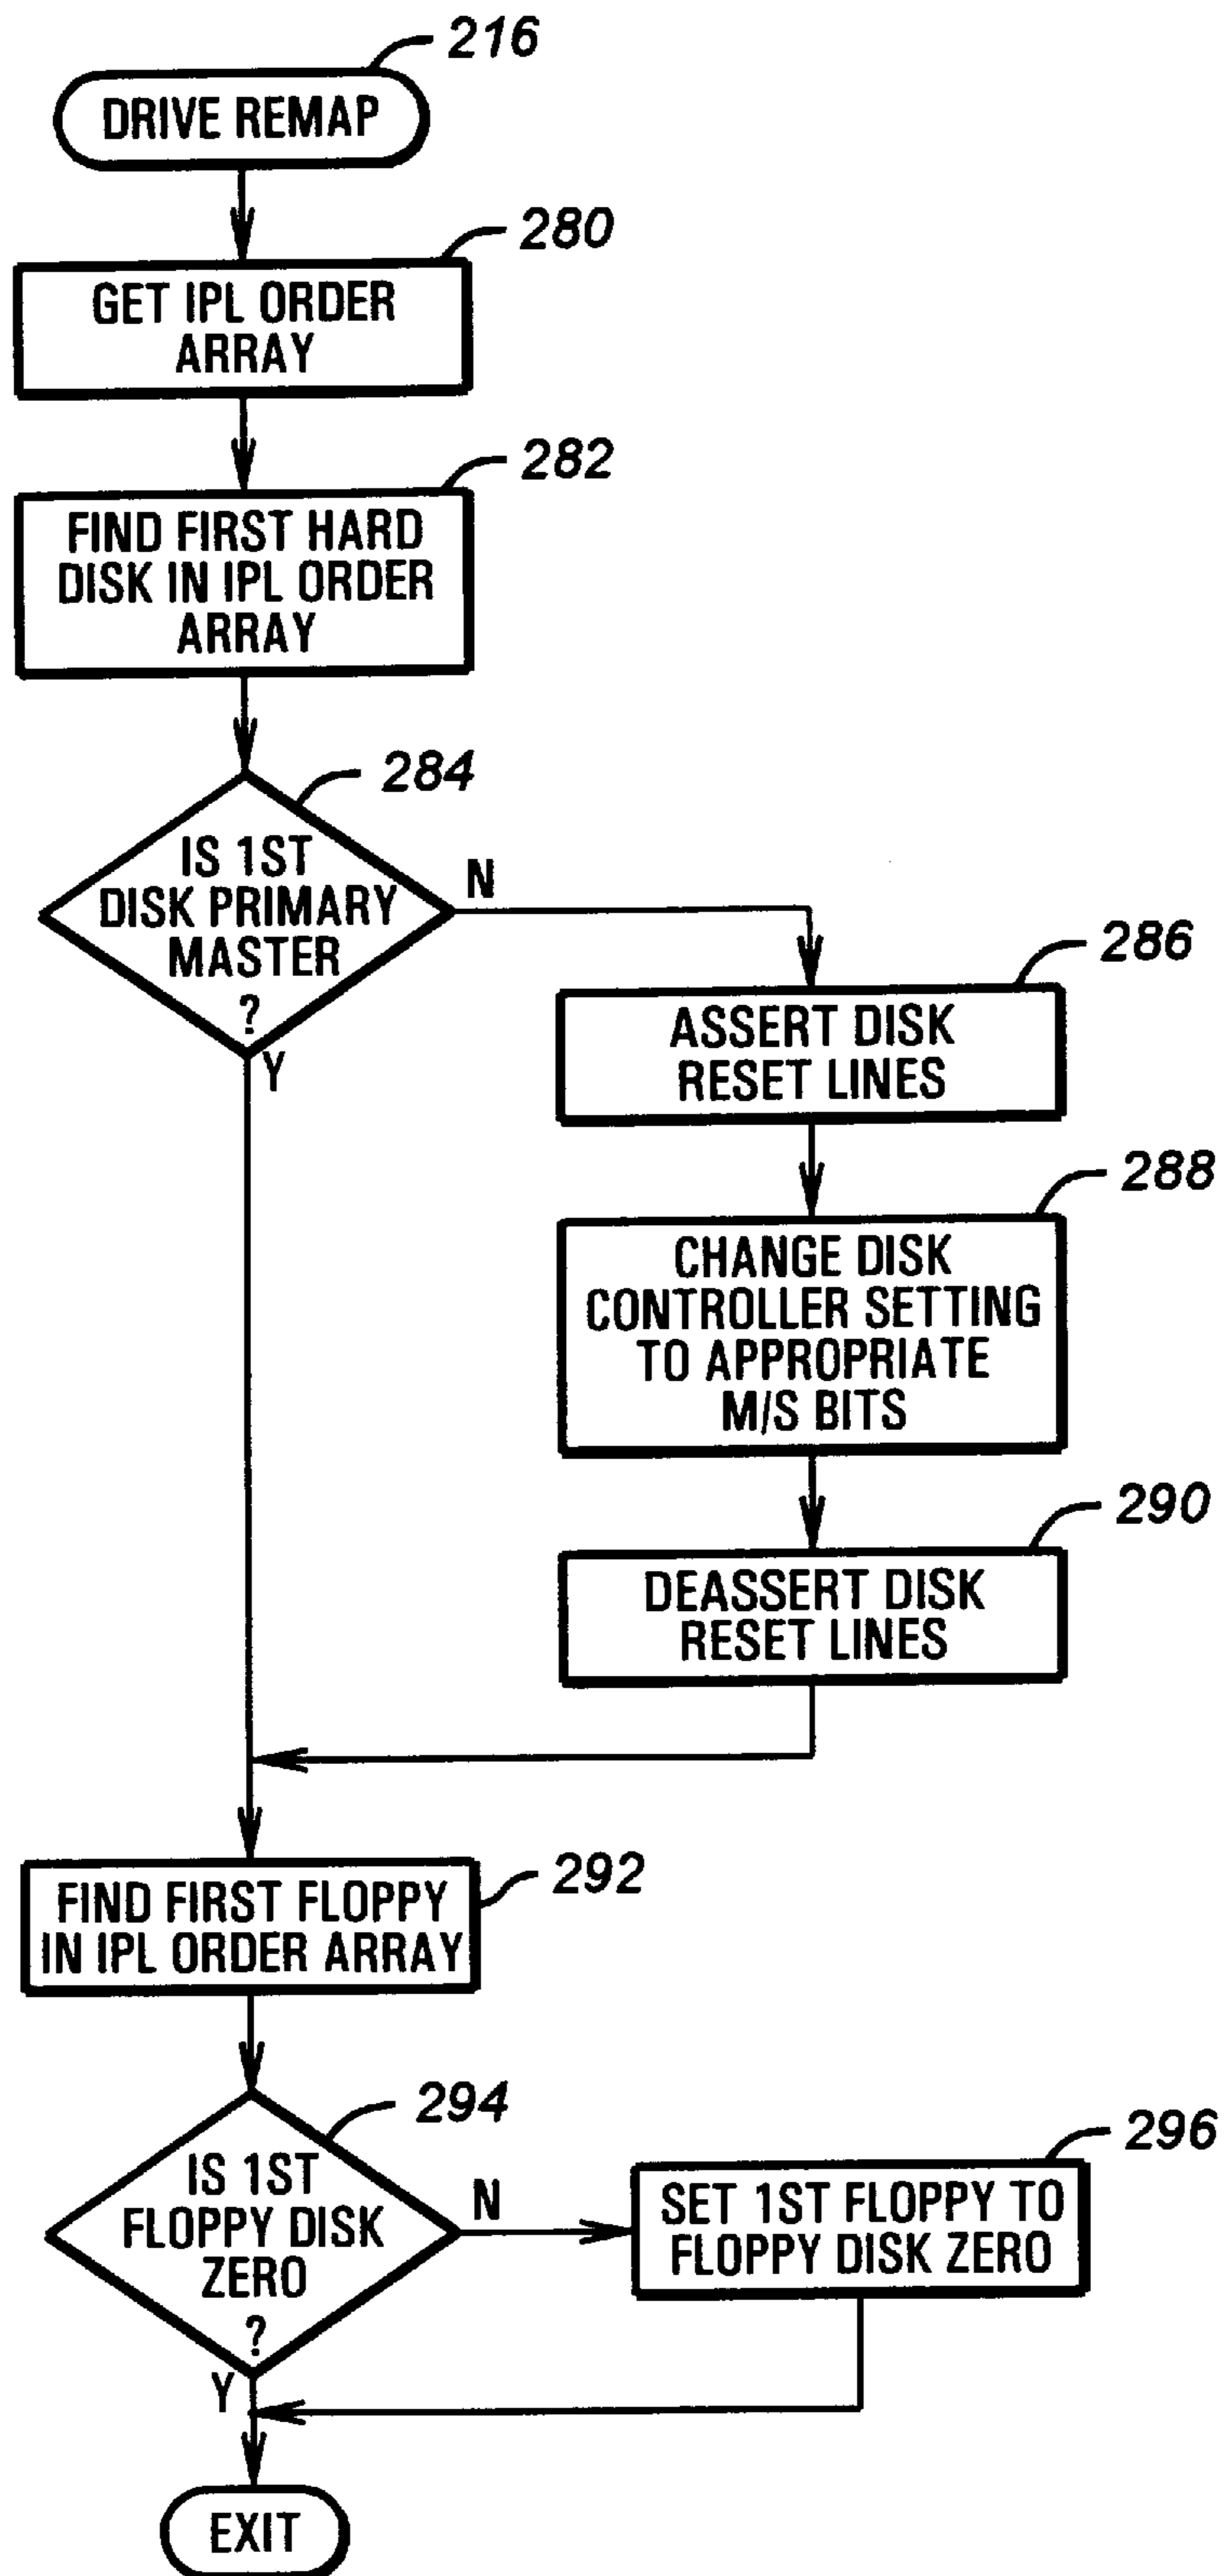 216
DRIVE REMAP
280
GET IPL ORDER
ARRAY
282
FIND FIRST HARD
DISK IN IPL ORDER
ARRAY
284
IS 1ST
DISK PRIMARY
MASTER
?
N
Y
286
ASSERT DISK
RESET LINES
288
CHANGE DISK
CONTROLLER SETTING
TO APPROPRIATE
M/S BITS
290
DEASSERT DISK
RESET LINES
292
FIND FIRST FLOPPY
IN IPL ORDER ARRAY
294
IS 1ST
FLOPPY DISK
ZERO
?
N
Y
296
SET 1ST FLOPPY TO
FLOPPY DISK ZERO
EXIT